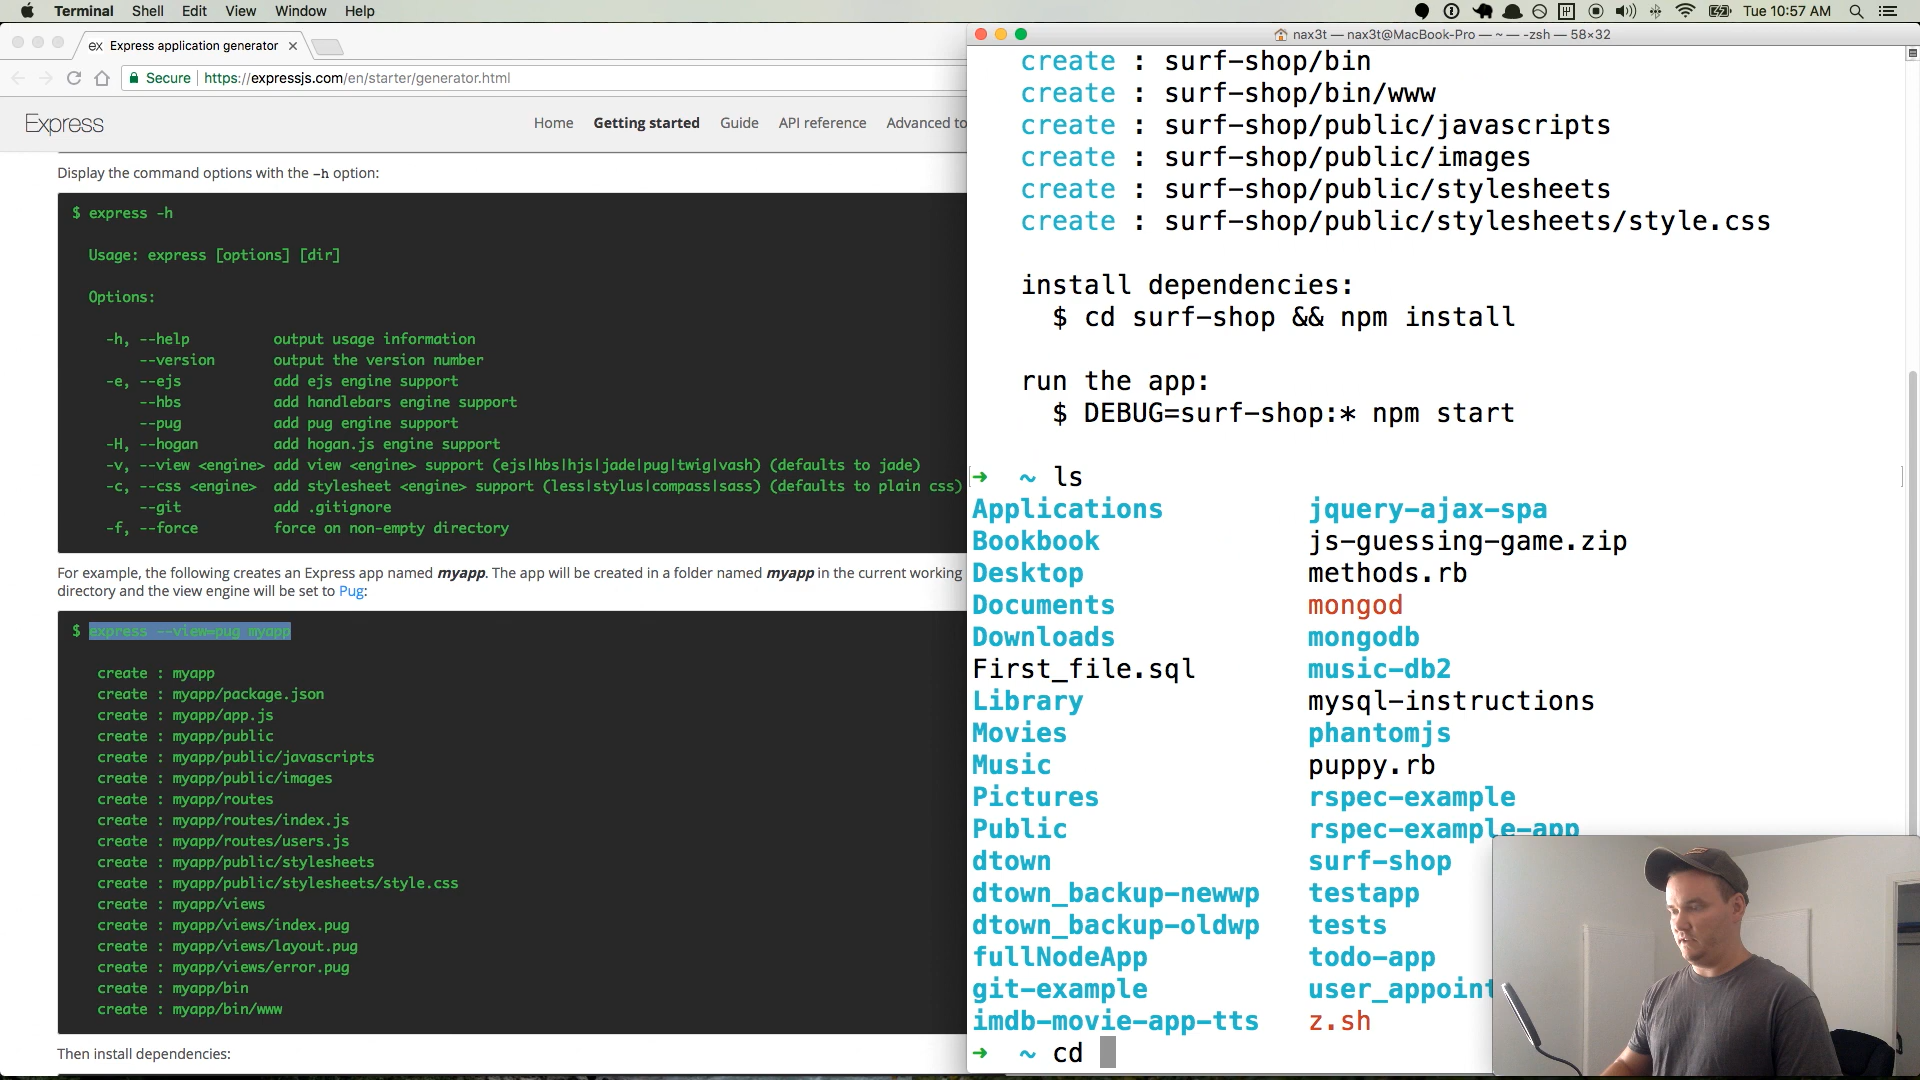 Terminal Shell Edit View Window Help
Tue 10:57 AM
ex Express application generator
Secure https://expressjs.com/en/starter/generator.html
Express
Home Getting started Guide API reference Advanced to
Display the command options with the -h option:
$ express -h
Usage: express [options] [dir]
Options:
-h, --help output usage information
--version output the version number
-e, --ejs add ejs engine support
--hbs add handlebars engine support
--pug add pug engine support
-H, --hogan add hogan.js engine support
-v, --view <engine> add view <engine> support (ejs|hbs|hjs|jade|pug|twig|vash) (defaults to jade)
-c, --css <engine> add stylesheet <engine> support (less|stylus|compass|sass) (defaults to plain css)
--git add .gitignore
-f, --force force on non-empty directory
For example, the following creates an Express app named myapp. The app will be created in a folder named myapp in the current working
directory and the view engine will be set to Pug:
$ express --view=pug myapp
create : myapp
create : myapp/package.json
create : myapp/app.js
create : myapp/public
create : myapp/public/javascripts
create : myapp/public/images
create : myapp/routes
create : myapp/routes/index.js
create : myapp/routes/users.js
create : myapp/public/stylesheets
create : myapp/public/stylesheets/style.css
create : myapp/views
create : myapp/views/index.pug
create : myapp/views/layout.pug
create : myapp/views/error.pug
create : myapp/bin
create : myapp/bin/www
Then install dependencies:
nax3t — nax3t@MacBook-Pro — ~ — -zsh — 58×32
create : surf-shop/bin
create : surf-shop/bin/www
create : surf-shop/public/javascripts
create : surf-shop/public/images
create : surf-shop/public/stylesheets
create : surf-shop/public/stylesheets/style.css
install dependencies:
$ cd surf-shop && npm install
run the app:
$ DEBUG=surf-shop:* npm start
➜ ~ ls
Applications jquery-ajax-spa
Bookbook js-guessing-game.zip
Desktop methods.rb
Documents mongod
Downloads mongodb
First_file.sql music-db2
Library mysql-instructions
Movies phantomjs
Music puppy.rb
Pictures rspec-example
Public rspec-example-app
dtown surf-shop
dtown_backup-newwp testapp
dtown_backup-oldwp tests
fullNodeApp todo-app
git-example user_appoint
imdb-movie-app-tts z.sh
➜ ~ cd